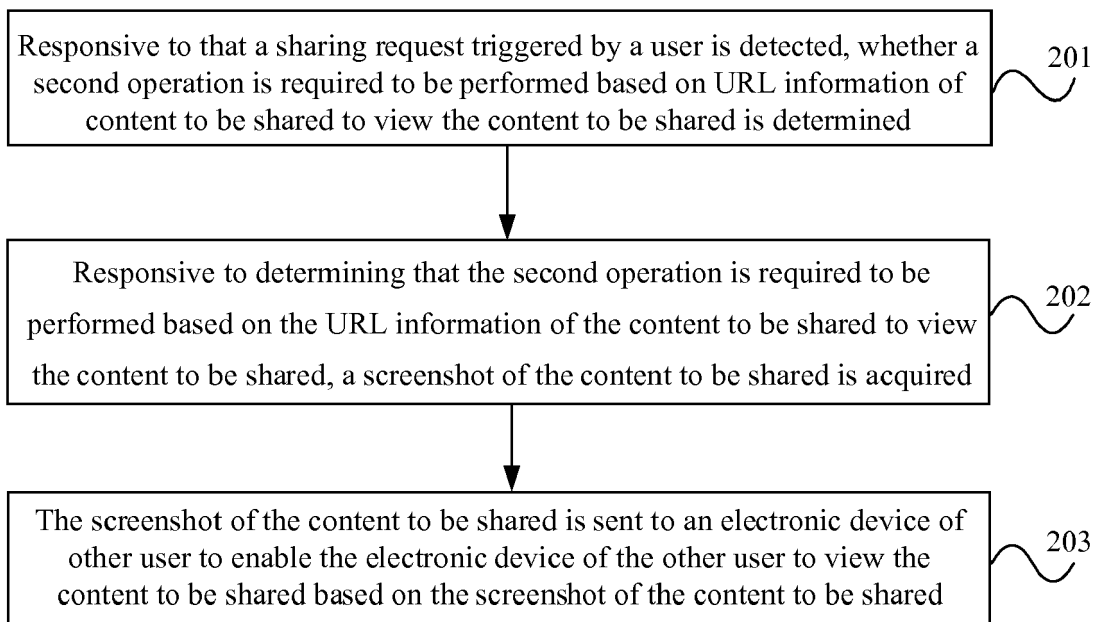 Responsive to that a sharing request triggered by a user is detected, whether a
second operation is required to be performed based on URL information of
content to be shared to view the content to be shared is determined
201
Responsive to determining that the second operation is required to be
performed based on the URL information of the content to be shared to view
the content to be shared, a screenshot of the content to be shared is acquired
202
The screenshot of the content to be shared is sent to an electronic device of
other user to enable the electronic device of the other user to view the
content to be shared based on the screenshot of the content to be shared
203